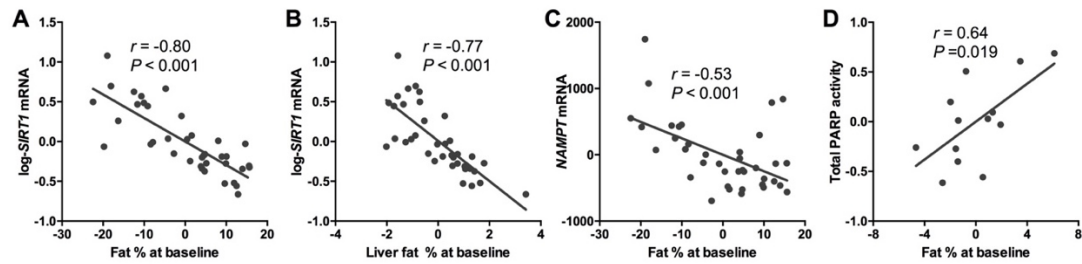 A
r = -0.80
P < 0.001
log-SIRT1 mRNA
1.5
1.0
0.5
0.0
-0.5
-1.0
-30 -20 -10 0 10 20
Fat % at baseline
B
r = -0.77
P < 0.001
log-SIRT1 mRNA
1.5
1.0
0.5
0.0
-0.5
-1.0
-4 -2 0 2 4
Liver fat % at baseline
C
r = -0.53
P < 0.001
NAMPT mRNA
2000
1000
0
-1000
-30 -20 -10 0 10 20
Fat % at baseline
D
r = 0.64
P =0.019
Total PARP activity
1.0
0.5
0.0
-0.5
-1.0
-8 -4 0 4 8
Fat % at baseline